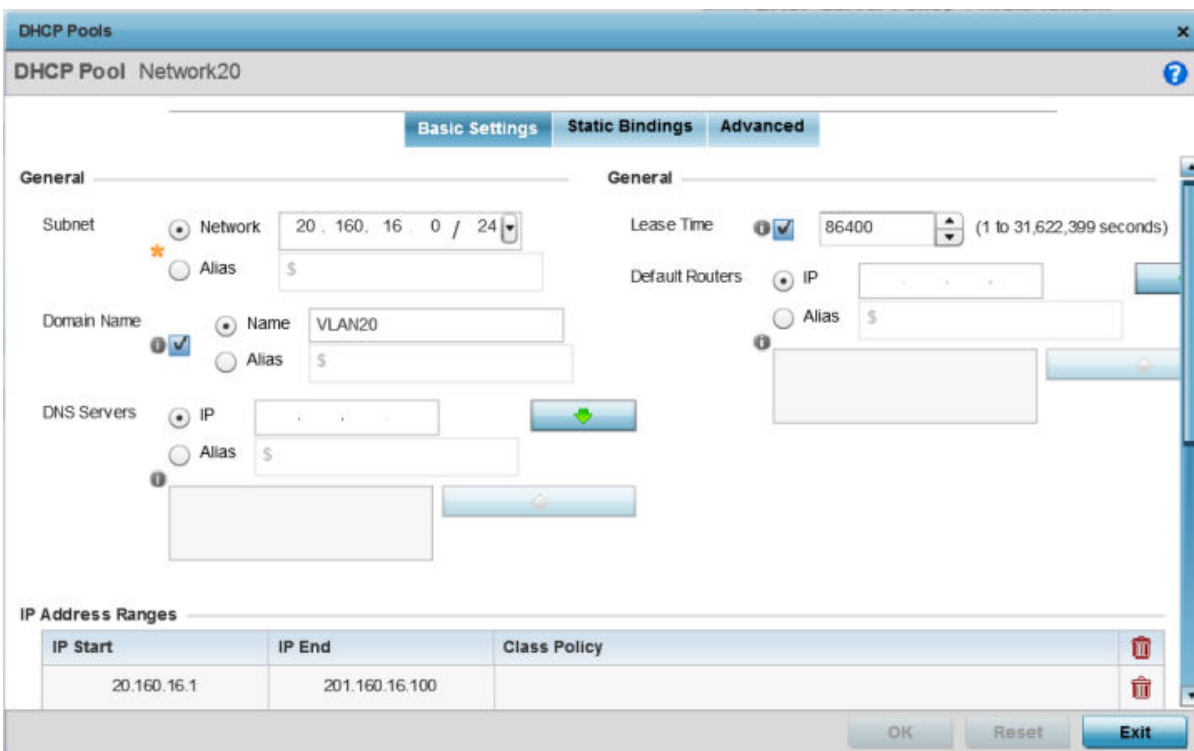 DHCP Pools
DHCP Pool Network20
Basic Settings Static Bindings Advanced
General
Subnet
Network 20 . 160. 16 . 0 / 24
Alias $
Domain Name
Name VLAN20
Alias $
DNS Servers
IP . . .
Alias $
General
Lease Time 86400 (1 to 31,622,399 seconds)
Default Routers
IP . . .
Alias $
IP Address Ranges
IP Start IP End Class Policy
20.160.16.1 201.160.16.100
OK Reset Exit